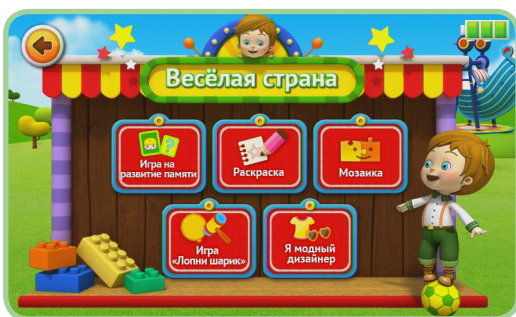 Весёлая страна
Игра на
развитие памяти
Раскраска
Мозаика
Игра
«Лопни шарик»
Я модный
дизайнер